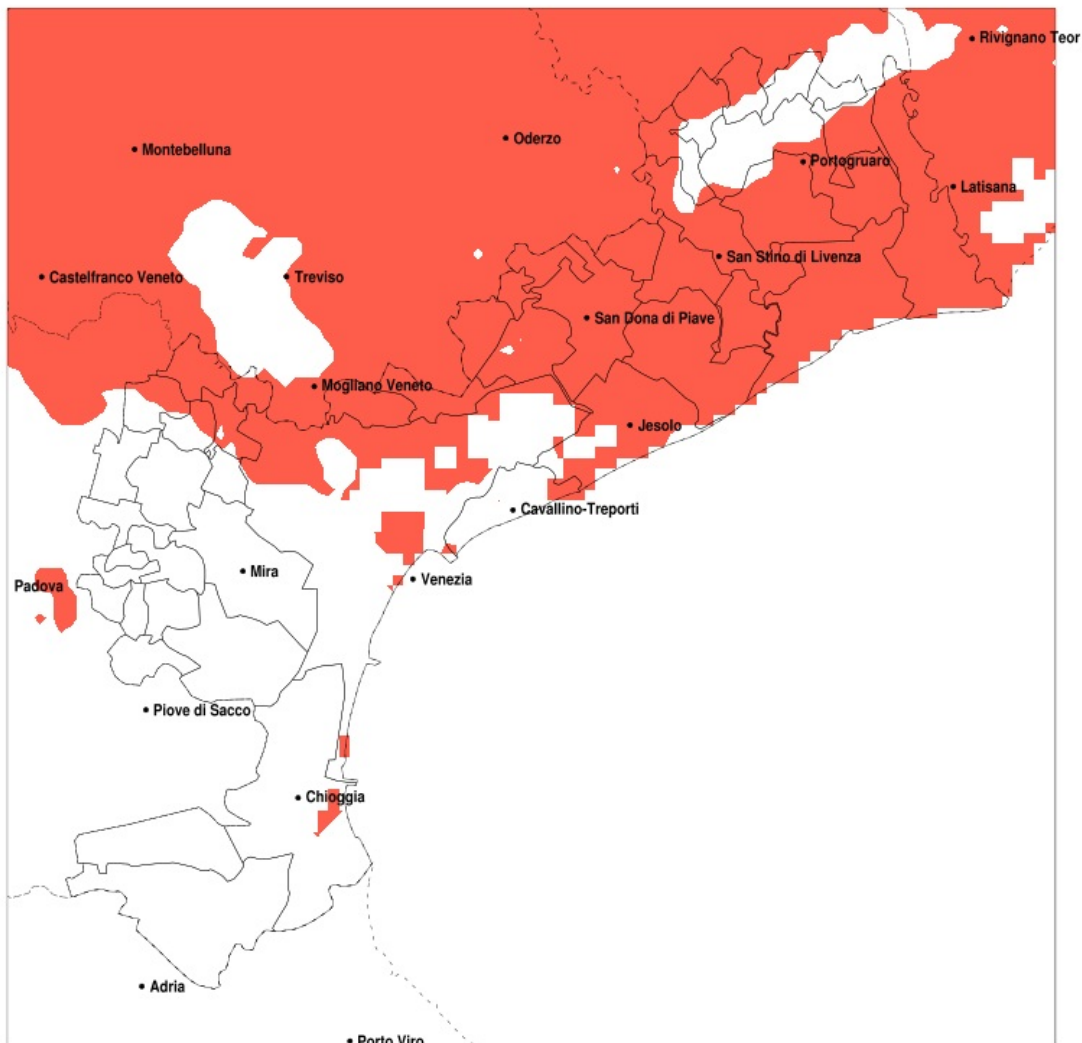 Rivignano Teor
Oderzo
Montebelluna
Portogruaro
Latisana
San Stino di Livenza
Castelfranco Veneto
Treviso
San Dona di Piave
Mogliano Veneto
Jesolo
Cavallino-Treporti
Mira
Venezia
Padova
Piove di Sacco
Chioggia
Adria
Porto Viro